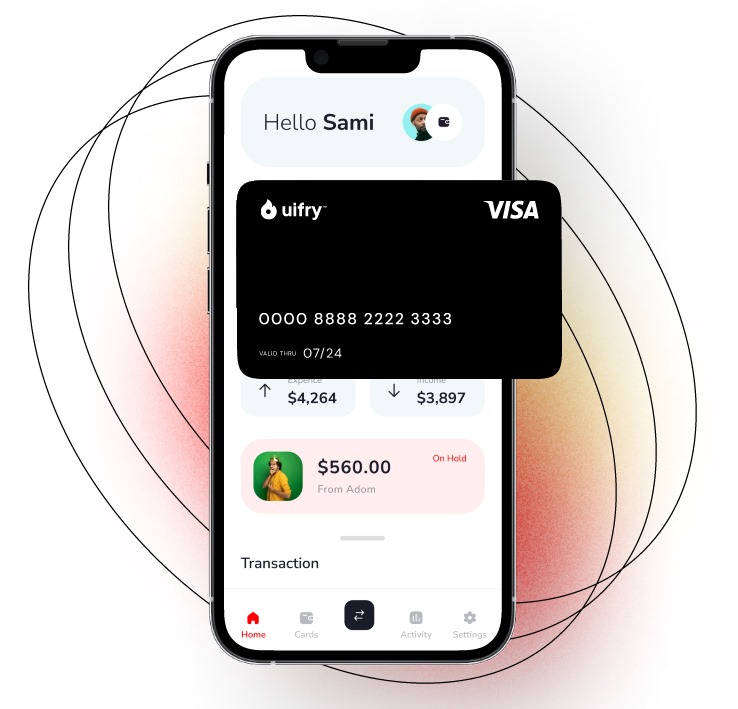 Hello Sami
uifry™
VISA
0000 8888 2222 3333
VALID THRU 07/24
Expence
$4,264
Income
$3,897
$560.00
On Hold
From Adom
Transaction
Home
Cards
Activity
Settings